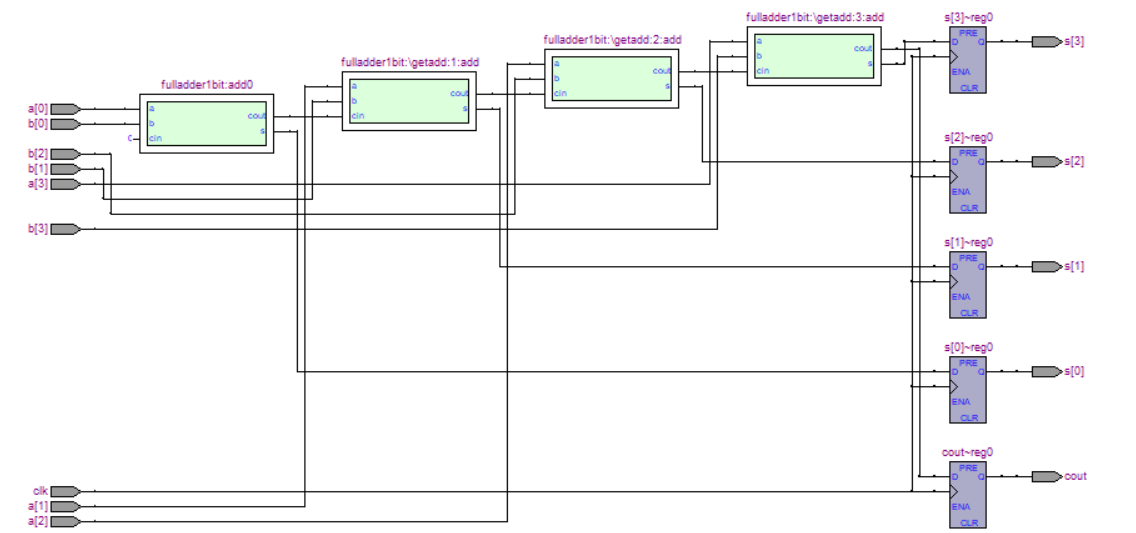 fulladder1bit:\getadd:3:add
s[3]~reg0
fulladder1bit:\getadd:2:add
a
b
cin
cout
s
PRE
D
Q
ENA
CLR
s[3]
fulladder1bit:\getadd:1:add
a
b
cin
cout
s
fulladder1bit:add0
a
b
cin
cout
s
a[0]
b[0]
a
b
cin
cout
s
c
s[2]~reg0
PRE
D
Q
ENA
CLR
s[2]
b[2]
b[1]
a[3]
b[3]
s[1]~reg0
PRE
D
Q
ENA
CLR
s[1]
s[0]~reg0
PRE
D
Q
ENA
CLR
s[0]
cout~reg0
PRE
D
Q
ENA
CLR
cout
clk
a[1]
a[2]